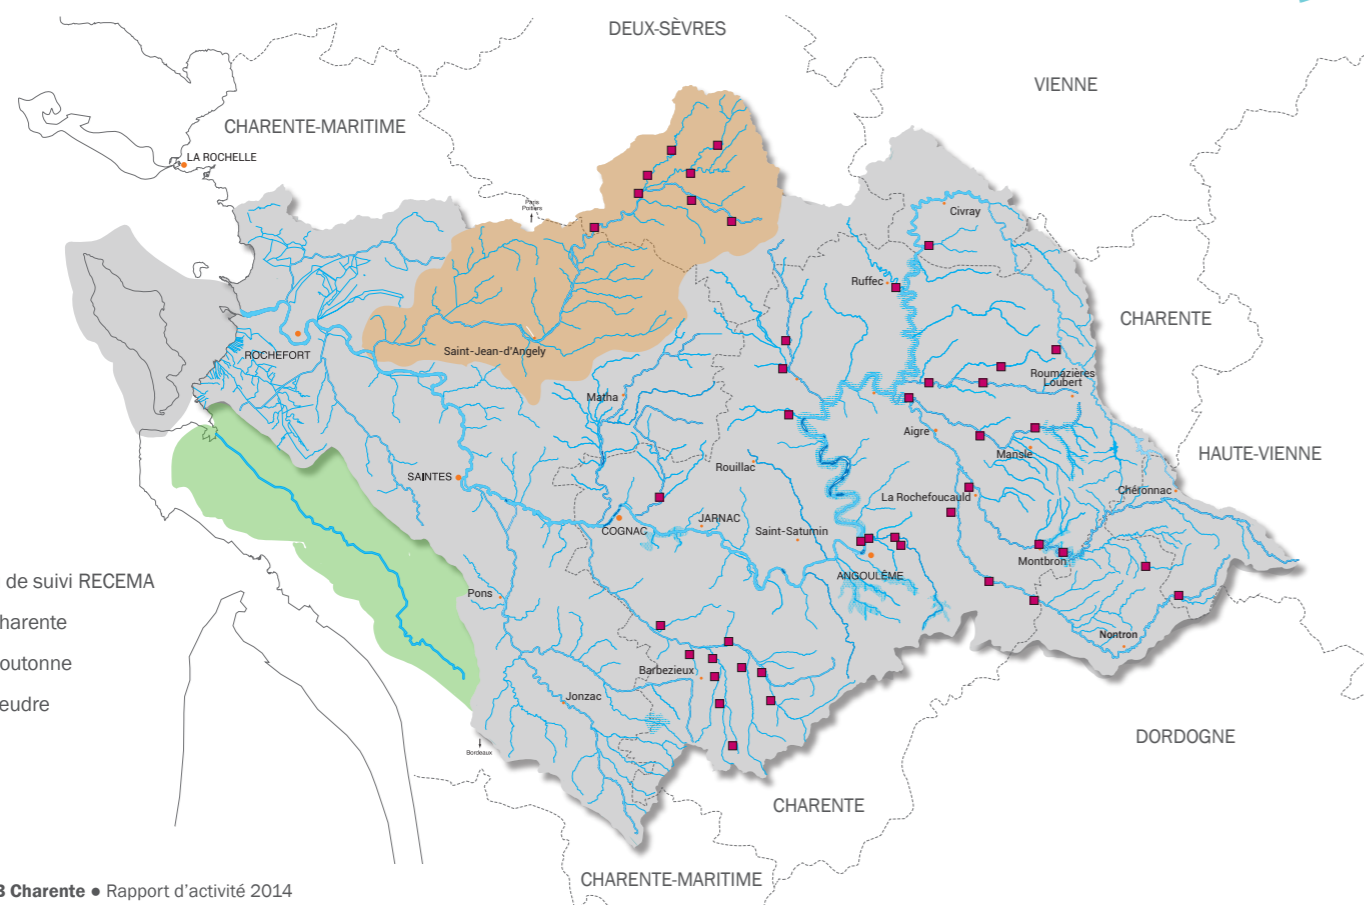 DEUX-SÈVRES
VIENNE
CHARENTE-MARITIME
LA ROCHELLE
Paris
Poitiers
Civray
Ruffec
CHARENTE
ROCHEFORT
Saint-Jean-d'Angely
Roumazières
Loubert
Matha
Aigre
Mansle
HAUTE-VIENNE
SAINTES
Rouillac
La Rochefoucauld
Chéronnac
COGNAC
JARNAC
Saint-Saturnin
Montbron
ANGOULÊME
de suivi RECEMA
Pons
harente
Nontron
outonne
Barbezieux
eudre
Jonzac
Bordeaux
DORDOGNE
CHARENTE
CHARENTE-MARITIME
B Charente ● Rapport d'activité 2014